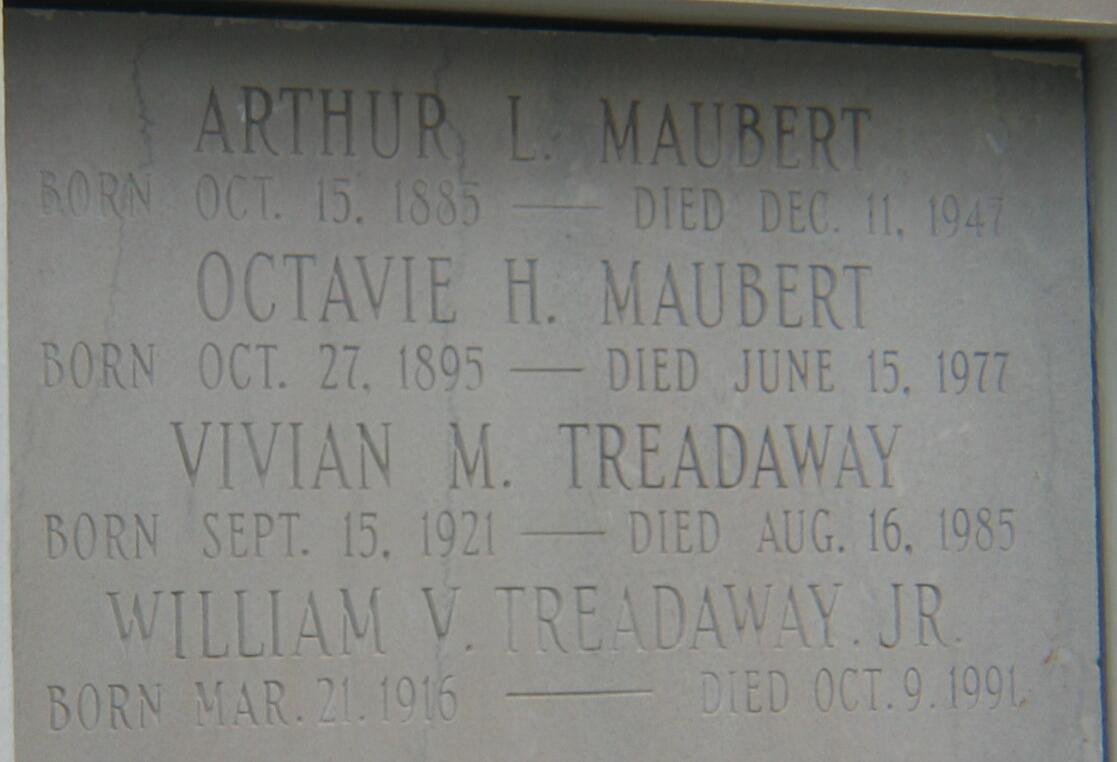 ARTHUR L. MAUBERT
BORN OCT. 15, 1885 — DIED DEC. 11, 1947
OCTAVIE H. MAUBERT
BORN OCT. 27, 1895 — DIED JUNE 15, 1977
VIVIAN M. TREADAWAY
BORN SEPT. 15, 1921 — DIED AUG. 16, 1985
WILLIAM V. TREADAWAY. JR.
BORN MAR. 21. 1916 — DIED OCT. 9. 1991.